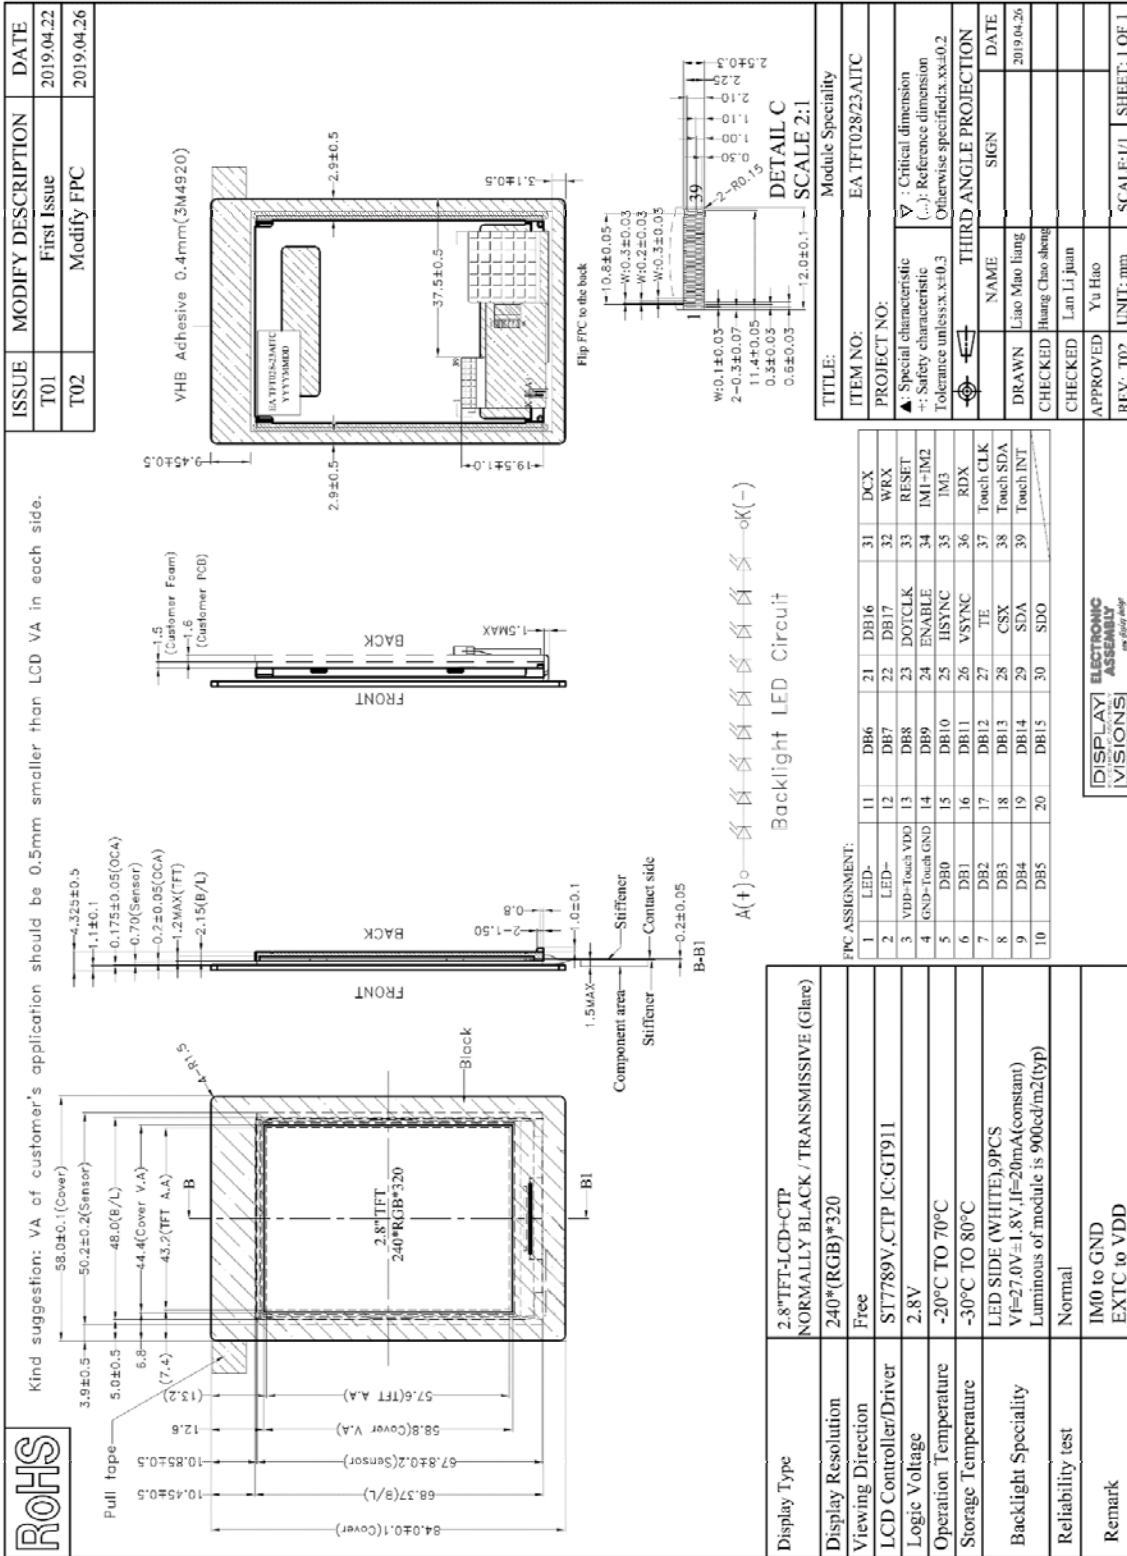 RoHS
Kind suggestion: VA of customer's application should be 0.5mm smaller than LCD VA in each side.
ISSUE MODIFY DESCRIPTION DATE
T01 First Issue 2019.04.22
T02 Modify FPC 2019.04.26
58.0±0.1(Cover)
50.2±0.2(Sensor)
48.0(B/L)
44.4(Cover V.A)
43.2(TFT A.A)
3.9±0.5
5.0±0.5
6.8
(7.4)
Pull tape
4-R1.5
Black
B
B1
2.8"TFT
240*RGB*320
(13.2)
57.6(TFT A.A)
12.6
58.8(Cover V.A)
10.85±0.5
67.8±0.2(Sensor)
10.45±0.5
68.37(B/L)
84.0±0.1(Cover)
4.325±0.5
1.1±0.1
0.175±0.05(OCA)
0.70(Sensor)
0.2±0.05(OCA)
1.2MAX(TFT)
2.15(B/L)
FRONT
BACK
0.8
2-1.50
1.0±0.1
1.5MAX
Component area
Stiffener
Stiffener
Contact side
0.2±0.05
B-B1
1.5
(Customer Foam)
1.6
(Customer PCB)
FRONT
BACK
1.5MAX
VHB Adhesive 0.4mm(3M4920)
9.45±0.5
2.9±0.5
2.9±0.5
3.1±0.5
37.5±0.5
19.5±1.0
EA TFT028-23AITC
YYYYMMDD
Flip FPC to the back
A(+)
K(-)
Backlight LED Circuit
10.8±0.05
W:0.3±0.03
W:0.2±0.03
W:0.3±0.03
1
39
W:0.1±0.03
2-0.3±0.07
11.4±0.05
0.3±0.03
0.6±0.03
12.0±0.1
2-R0.15
0.50
1.00
1.10
2.10
2.25
2.5±0.3
DETAIL C
SCALE 2:1
Display Type 2.8"TFT-LCD+CTP
NORMALLY BLACK / TRANSMISSIVE (Glare)
Display Resolution 240*(RGB)*320
Viewing Direction Free
LCD Controller/Driver ST7789V,CTP IC:GT911
Logic Voltage 2.8V
Operation Temperature -20°C TO 70°C
Storage Temperature -30°C TO 80°C
Backlight Speciality LED SIDE (WHITE),9PCS
Vf=27.0V±1.8V,If=20mA(constant)
Luminous of module is 900cd/m2(typ)
Reliability test Normal
Remark IM0 to GND
EXTC to VDD
FPC ASSIGNMENT:
1 LED- 11 DB6 21 DB16 31 DCX
2 LED+ 12 DB7 22 DB17 32 WRX
3 VDD+Touch VDD 13 DB8 23 DOTCLK 33 RESET
4 GND+Touch GND 14 DB9 24 ENABLE 34 IM1+IM2
5 DB0 15 DB10 25 HSYNC 35 IM3
6 DB1 16 DB11 26 VSYNC 36 RDX
7 DB2 17 DB12 27 TE 37 Touch CLK
8 DB3 18 DB13 28 CSX 38 Touch SDA
9 DB4 19 DB14 29 SDA 39 Touch INT
10 DB5 20 DB15 30 SDO
DISPLAY
VISIONS
ELECTRONIC
ASSEMBLY
TITLE: Module Speciality
ITEM NO: EA TFT028/23AITC
PROJECT NO:
▲: Special characteristic ▽ : Critical dimension
+: Safety characteristic (...): Reference dimension
Tolerance unless:x.x±0.3 Otherwise specified:x.xx±0.2
THIRD ANGLE PROJECTION
NAME SIGN DATE
DRAWN Liao Mao liang 2019.04.26
CHECKED Huang Chao sheng
CHECKED Lan Li juan
APPROVED Yu Hao
REV: T02 UNIT: mm SCALE:1/1 SHEET: 1 OF 1